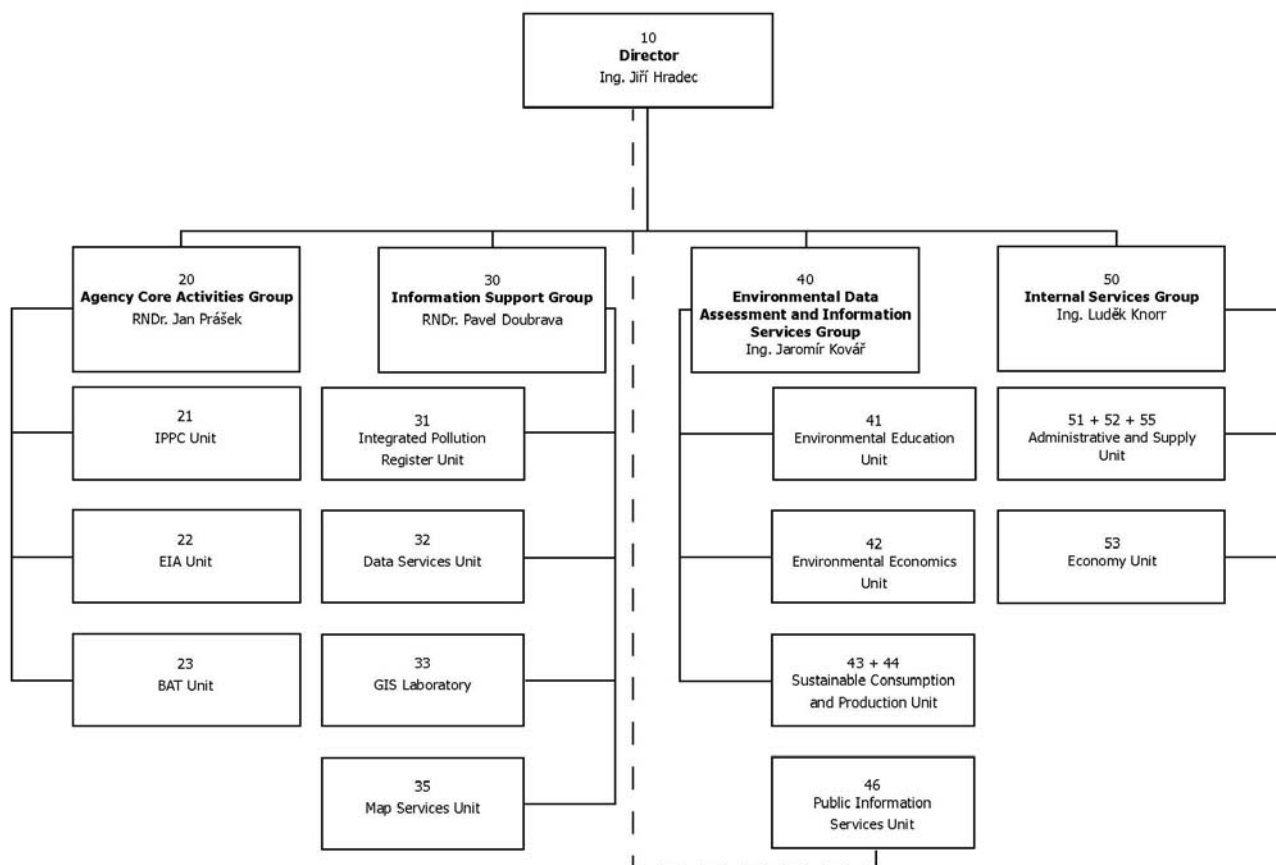 10
Director
Ing. Jiří Hradec
20
Agency Core Activities Group
RNDr. Jan Prášek
30
Information Support Group
RNDr. Pavel Doubrava
40
Environmental Data
Assessment and Information
Services Group
Ing. Jaromír Kovář
50
Internal Services Group
Ing. Luděk Knorr
21
IPPC Unit
31
Integrated Pollution
Register Unit
41
Environmental Education
Unit
51 + 52 + 55
Administrative and Supply
Unit
22
EIA Unit
32
Data Services Unit
42
Environmental Economics
Unit
53
Economy Unit
23
BAT Unit
33
GIS Laboratory
43 + 44
Sustainable Consumption
and Production Unit
35
Map Services Unit
46
Public Information
Services Unit